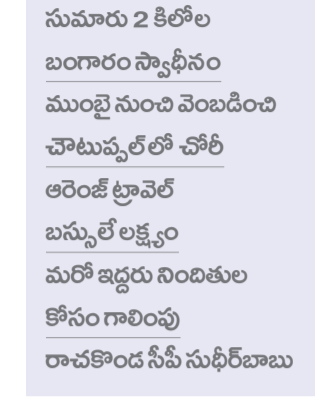 సుమారు 2 కిలోల
బంగారం స్వాధీనం
ముంబై నుంచి వెంబడించి
చౌటుప్పల్‌లో చోరీ
ఆరెంజ్ ట్రావెల్
బస్సులే లక్ష్యం
మరో ఇద్దరు నిందితుల
కోసం గాలింపు
రాచకొండ సీపీ సుధీర్‌బాబు